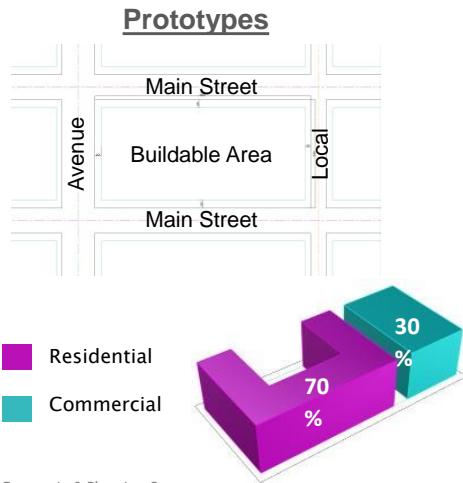 Prototypes
Main Street
Avenue
Buildable Area
Local
Main Street
Residential
Commercial
30
%
70
%